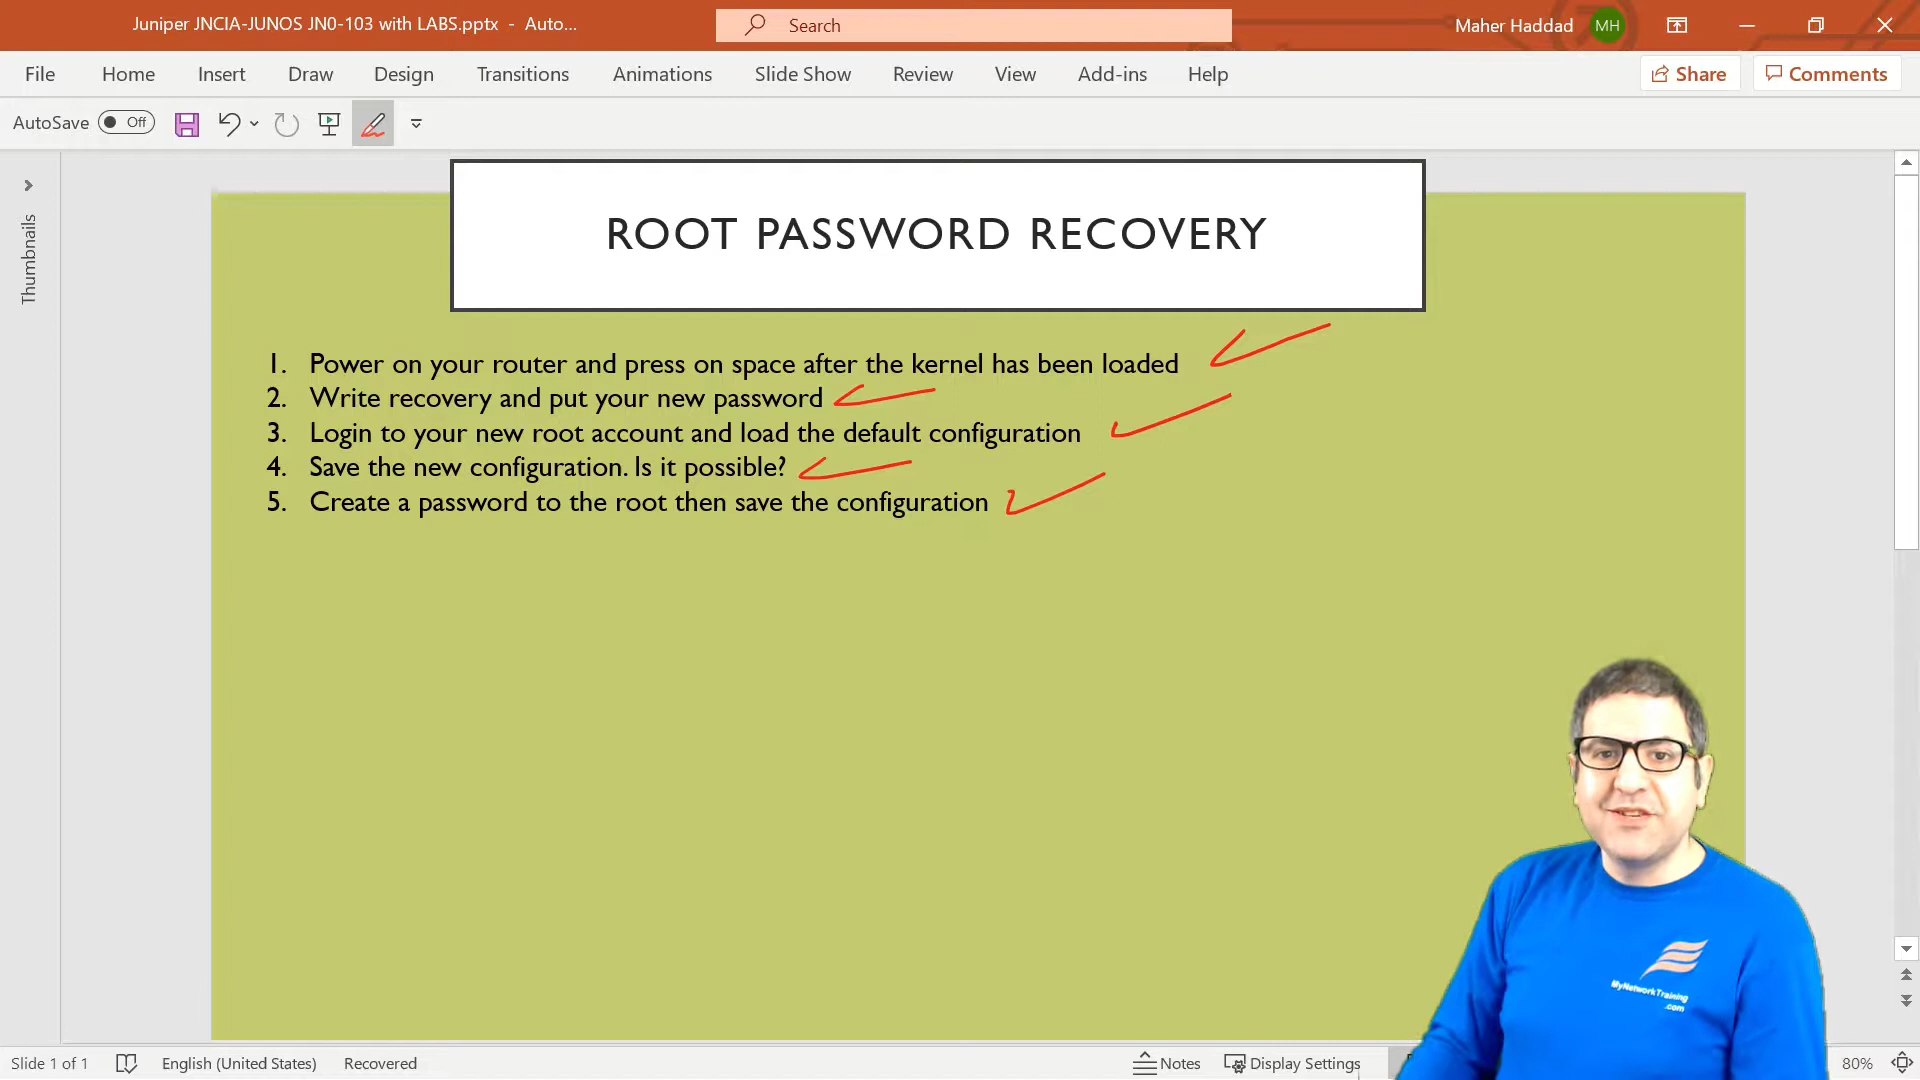 Juniper JNCIA-JUNOS JN0-103 with LABS.pptx - Auto...
Search
Maher Haddad
MH
File Home Insert Draw Design Transitions Animations Slide Show Review View Add-ins Help
Share
Comments
AutoSave Off
Thumbnails
ROOT PASSWORD RECOVERY
1. Power on your router and press on space after the kernel has been loaded
2. Write recovery and put your new password
3. Login to your new root account and load the default configuration
4. Save the new configuration. Is it possible?
5. Create a password to the root then save the configuration
MyNetworkTraining
.com
Slide 1 of 1 English (United States) Recovered Notes Display Settings 80%